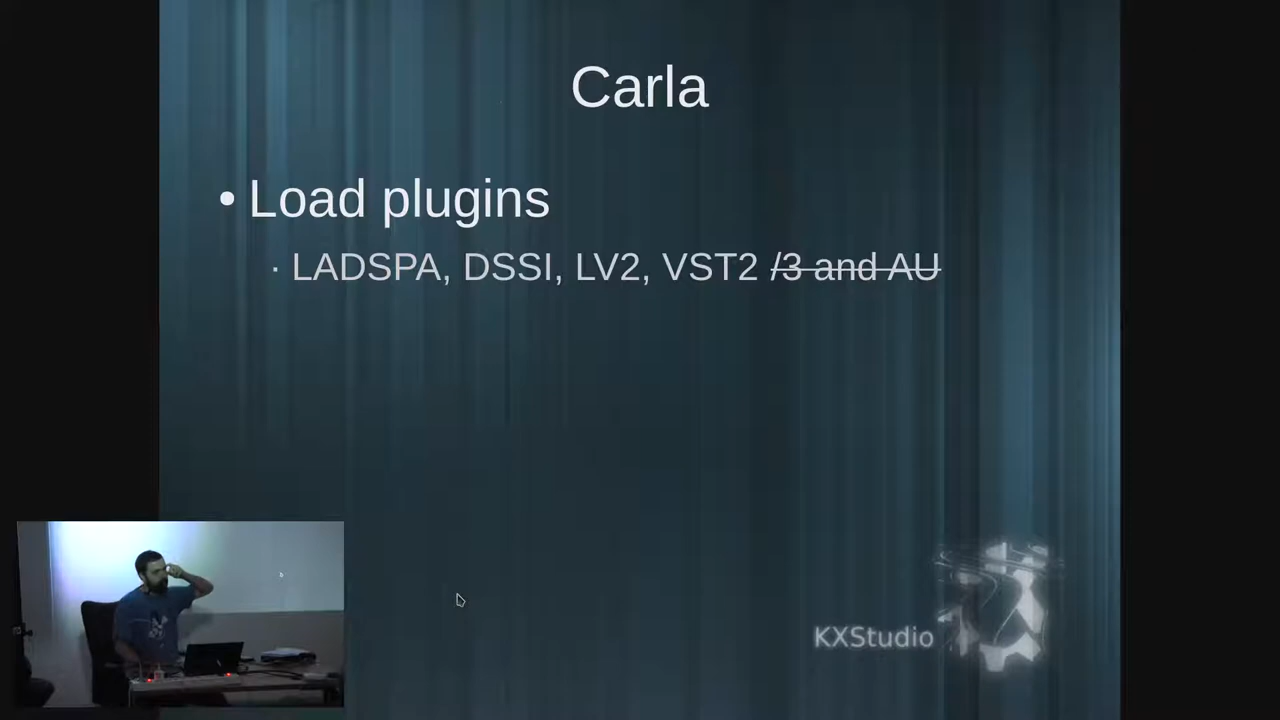 Carla
• Load plugins
· LADSPA, DSSI, LV2, VST2 /3 and AU
KXStudio